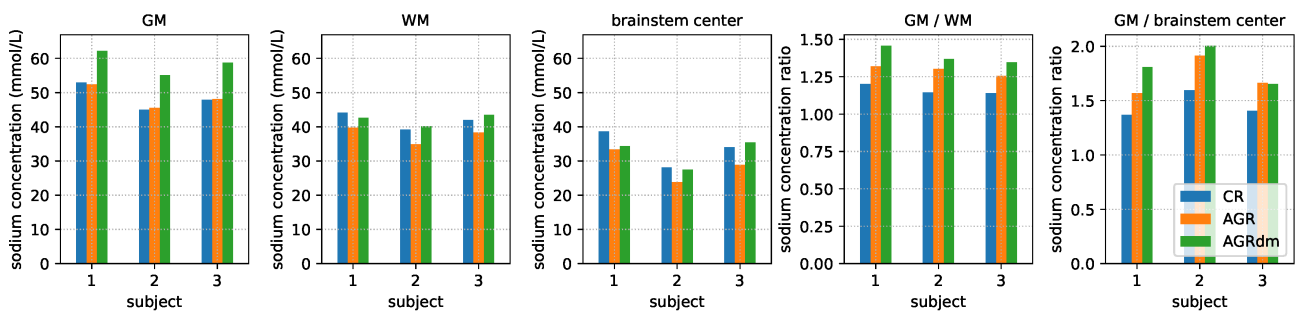 GM
sodium concentration (mmol/L)
60
50
40
30
20
10
0
1 2 3
subject
WM
sodium concentration (mmol/L)
60
50
40
30
20
10
0
1 2 3
subject
brainstem center
sodium concentration (mmol/L)
60
50
40
30
20
10
0
1 2 3
subject
GM / WM
sodium concentration ratio
1.50
1.25
1.00
0.75
0.50
0.25
0.00
1 2 3
subject
GM / brainstem center
sodium concentration ratio
2.0
1.5
1.0
0.5
0.0
1 2 3
subject
CR
AGR
AGRdm